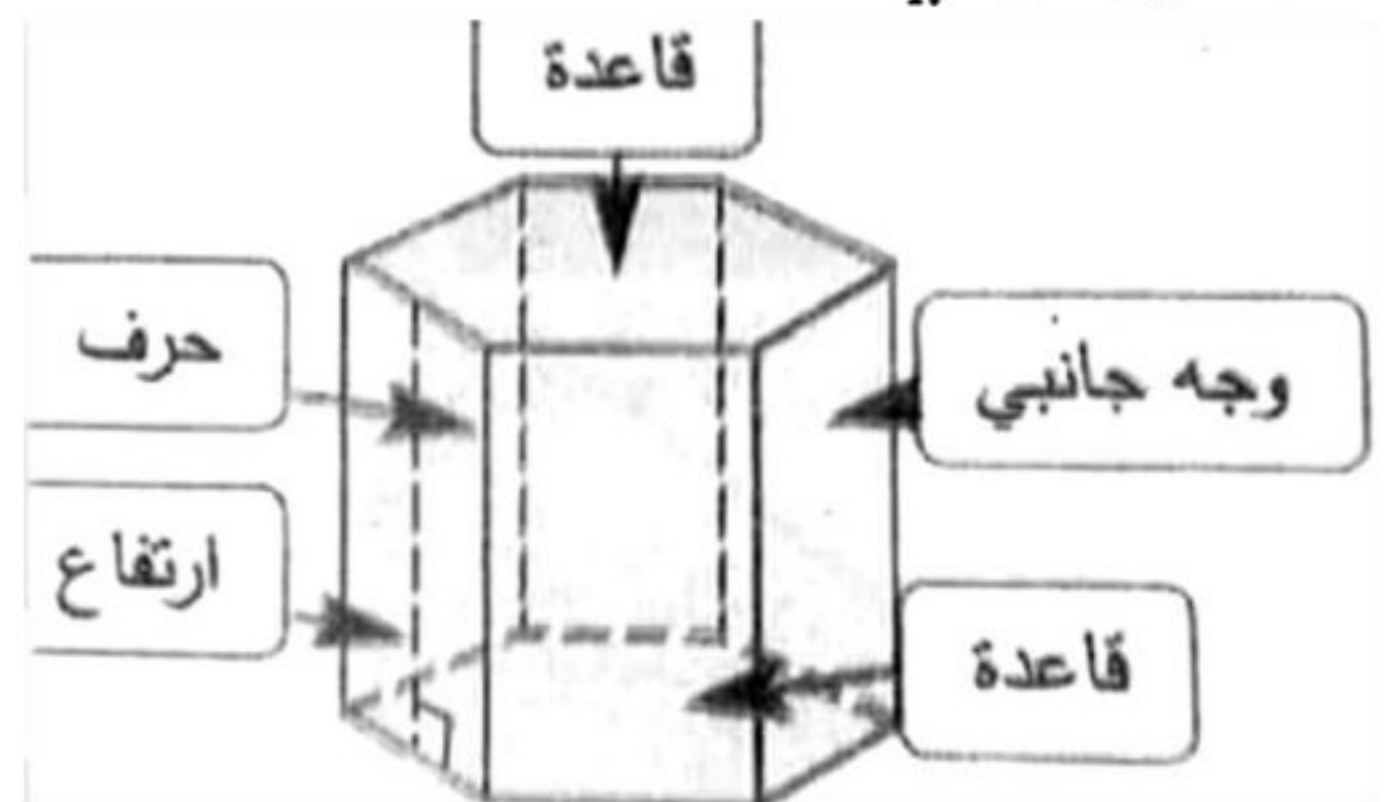 قاعدة
حرف
وجه جانبي
ارتفاع
قاعدة